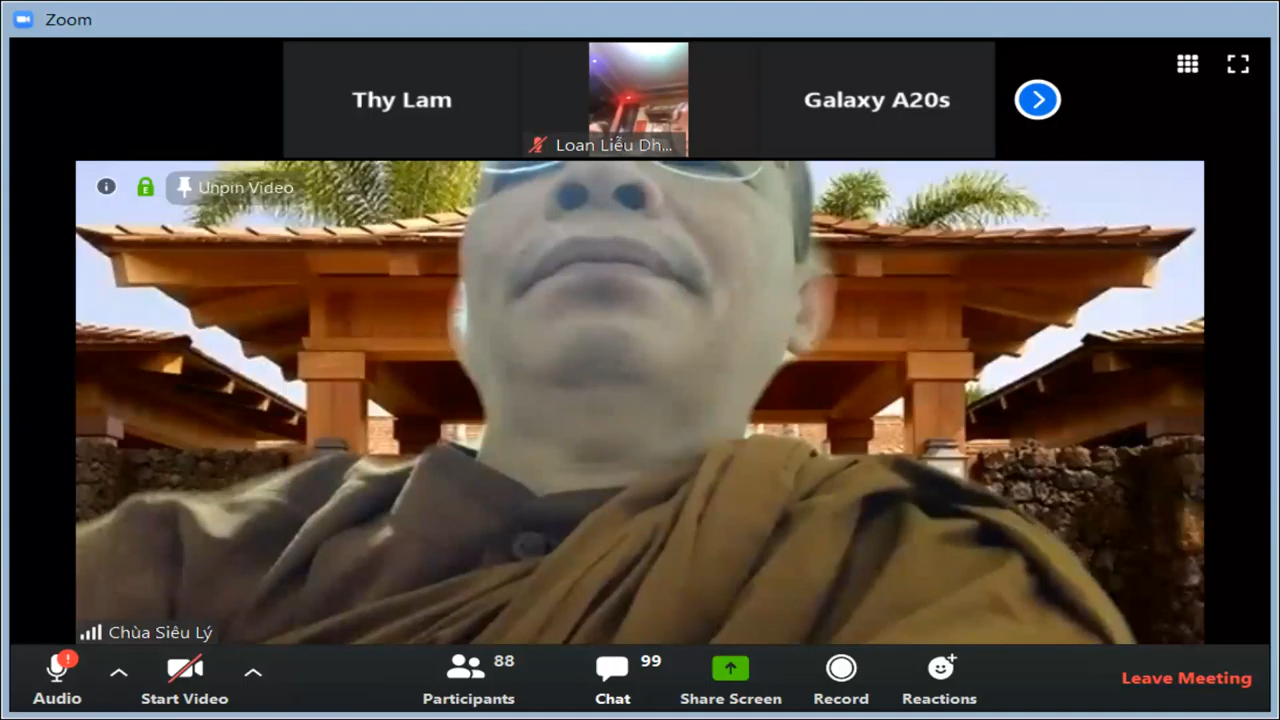 Zoom
Thy Lam
Loan Liễu Dh...
Galaxy A20s
Unpin Video
Chùa Siêu Lý
88
99
Audio
Start Video
Participants
Chat
Share Screen
Record
Reactions
Leave Meeting